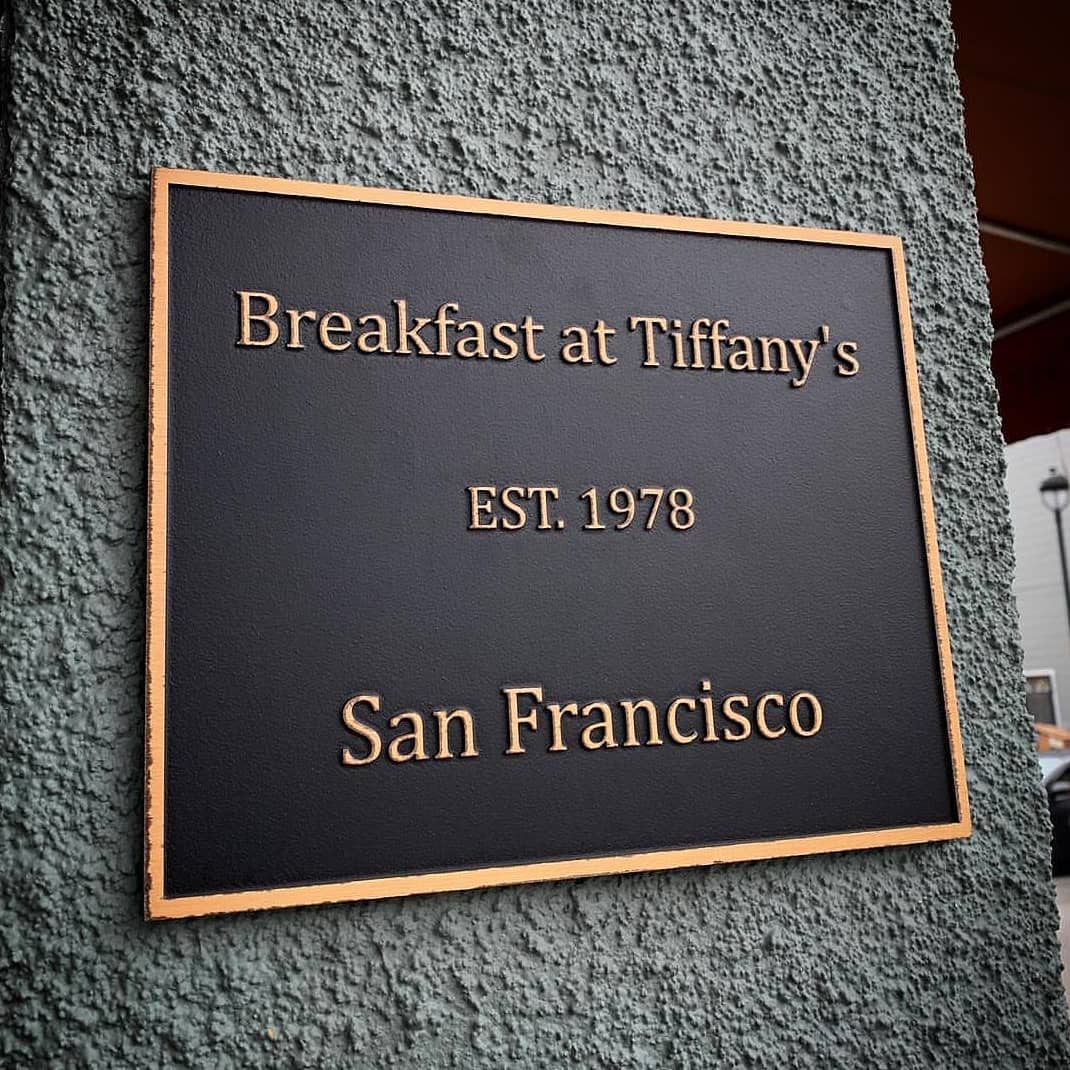 Breakfast at Tiffany's
EST. 1978
San Francisco